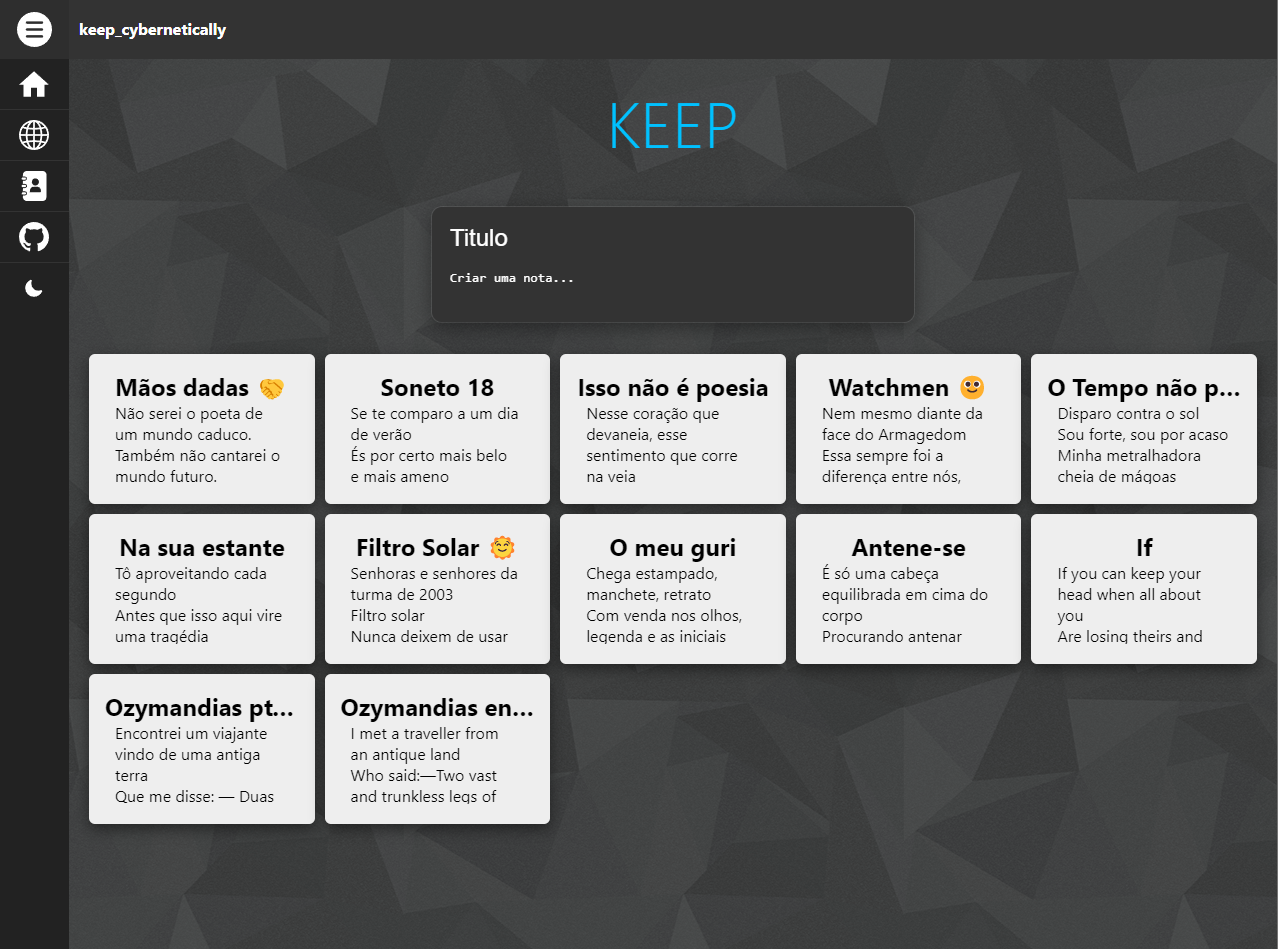 keep_cybernetically
KEEP
Titulo
Criar uma nota...
Mãos dadas 🤝
Não serei o poeta de
um mundo caduco.
Também não cantarei o
mundo futuro.
Soneto 18
Se te comparo a um dia
de verão
És por certo mais belo
e mais ameno
Isso não é poesia
Nesse coração que
devaneia, esse
sentimento que corre
na veia
Watchmen 🙂
Nem mesmo diante da
face do Armagedom
Essa sempre foi a
diferença entre nós,
O Tempo não p...
Disparo contra o sol
Sou forte, sou por acaso
Minha metralhadora
cheia de mágoas
Na sua estante
Tô aproveitando cada
segundo
Antes que isso aqui vire
uma tragédia
Filtro Solar 🌞
Senhoras e senhores da
turma de 2003
Filtro solar
Nunca deixem de usar
O meu guri
Chega estampado,
manchete, retrato
Com venda nos olhos,
legenda e as iniciais
Antene-se
É só uma cabeça
equilibrada em cima do
corpo
Procurando antenar
If
If you can keep your
head when all about
you
Are losing theirs and
Ozymandias pt...
Encontrei um viajante
vindo de uma antiga
terra
Que me disse: — Duas
Ozymandias en...
I met a traveller from
an antique land
Who said:—Two vast
and trunkless legs of